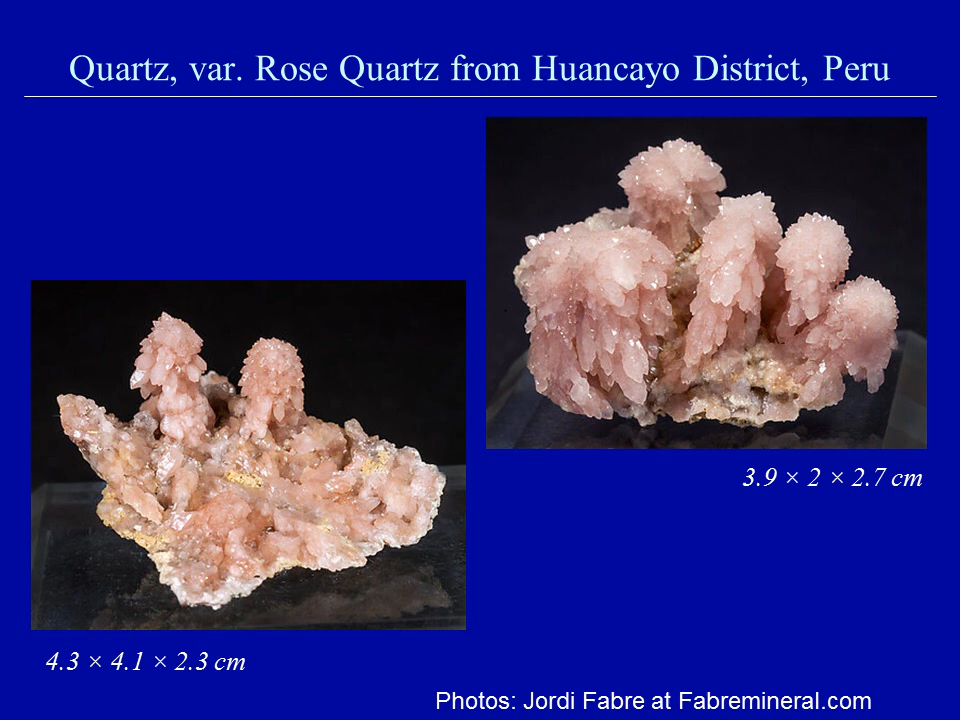 Quartz, var. Rose Quartz from Huancayo District, Peru
3.9 × 2 × 2.7 cm
4.3 × 4.1 × 2.3 cm
Photos: Jordi Fabre at Fabremineral.com